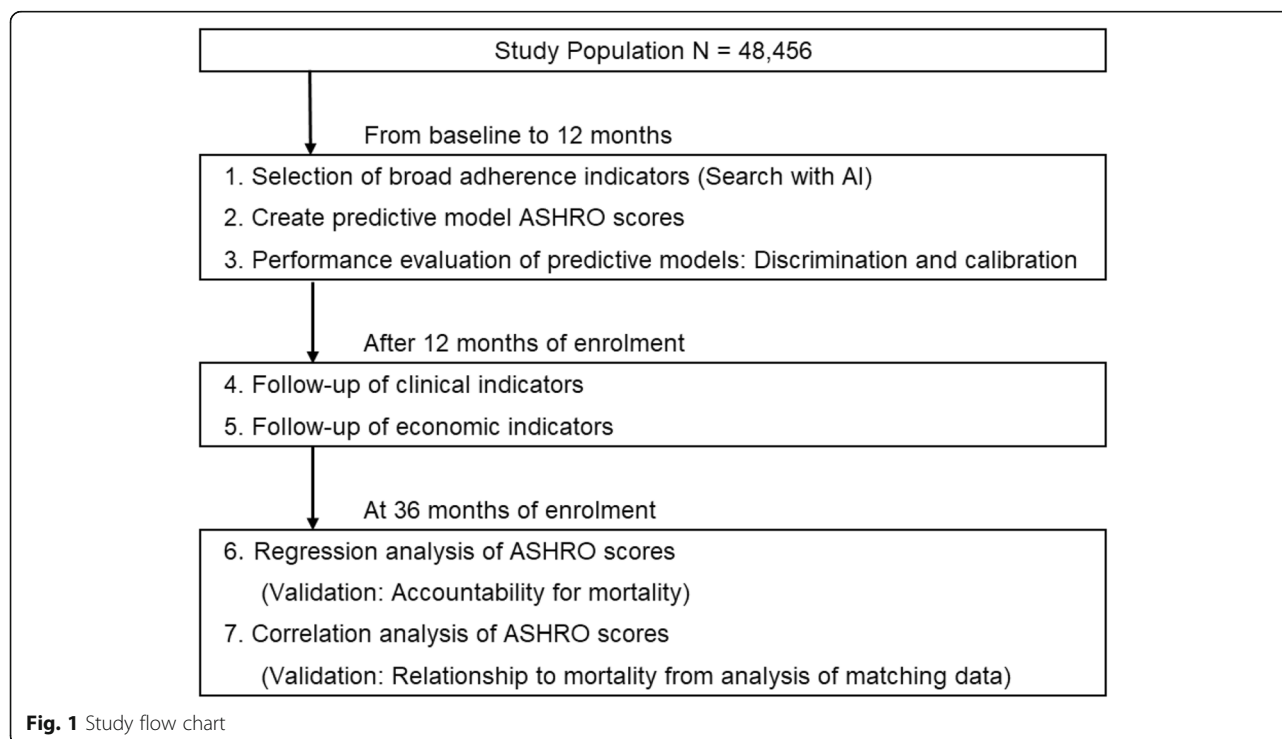 Study Population N = 48,456
From baseline to 12 months
1. Selection of broad adherence indicators (Search with AI)
2. Create predictive model ASHRO scores
3. Performance evaluation of predictive models: Discrimination and calibration
After 12 months of enrolment
4. Follow-up of clinical indicators
5. Follow-up of economic indicators
At 36 months of enrolment
6. Regression analysis of ASHRO scores
(Validation: Accountability for mortality)
7. Correlation analysis of ASHRO scores
(Validation: Relationship to mortality from analysis of matching data)
Fig. 1 Study flow chart